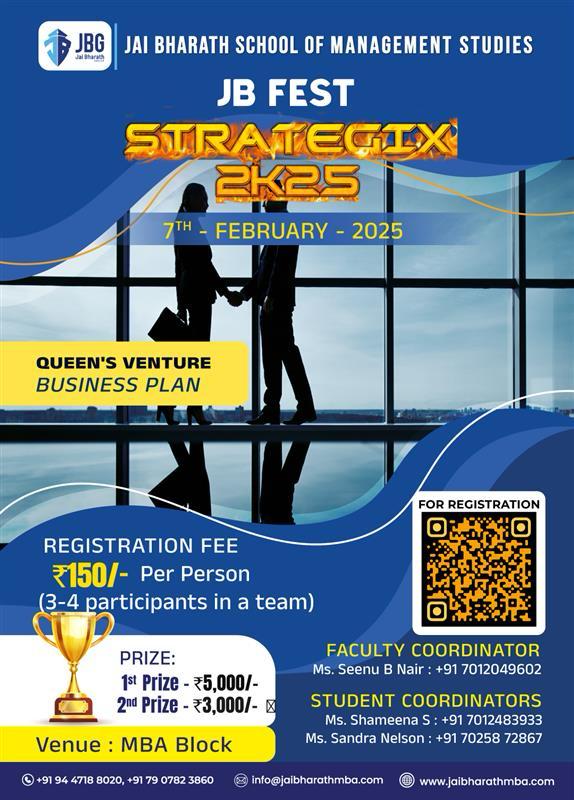 JBG
Jai Bharath
JAI BHARATH SCHOOL OF MANAGEMENT STUDIES
JB FEST
STRATEGIX
2K25
7TH - FEBRUARY - 2025
QUEEN'S VENTURE
BUSINESS PLAN
FOR REGISTRATION
REGISTRATION FEE
₹150/- Per Person
(3-4 participants in a team)
PRIZE:
1st Prize - ₹5,000/-
2nd Prize - ₹3,000/-
Venue : MBA Block
FACULTY COORDINATOR
Ms. Seenu B Nair : +91 7012049602
STUDENT COORDINATORS
Ms. Shameena S : +91 7012483933
Ms. Sandra Nelson : +91 70258 72867
+91 94 4718 8020, +91 79 0782 3860
info@jaibharathmba.com
www.jaibharathmba.com